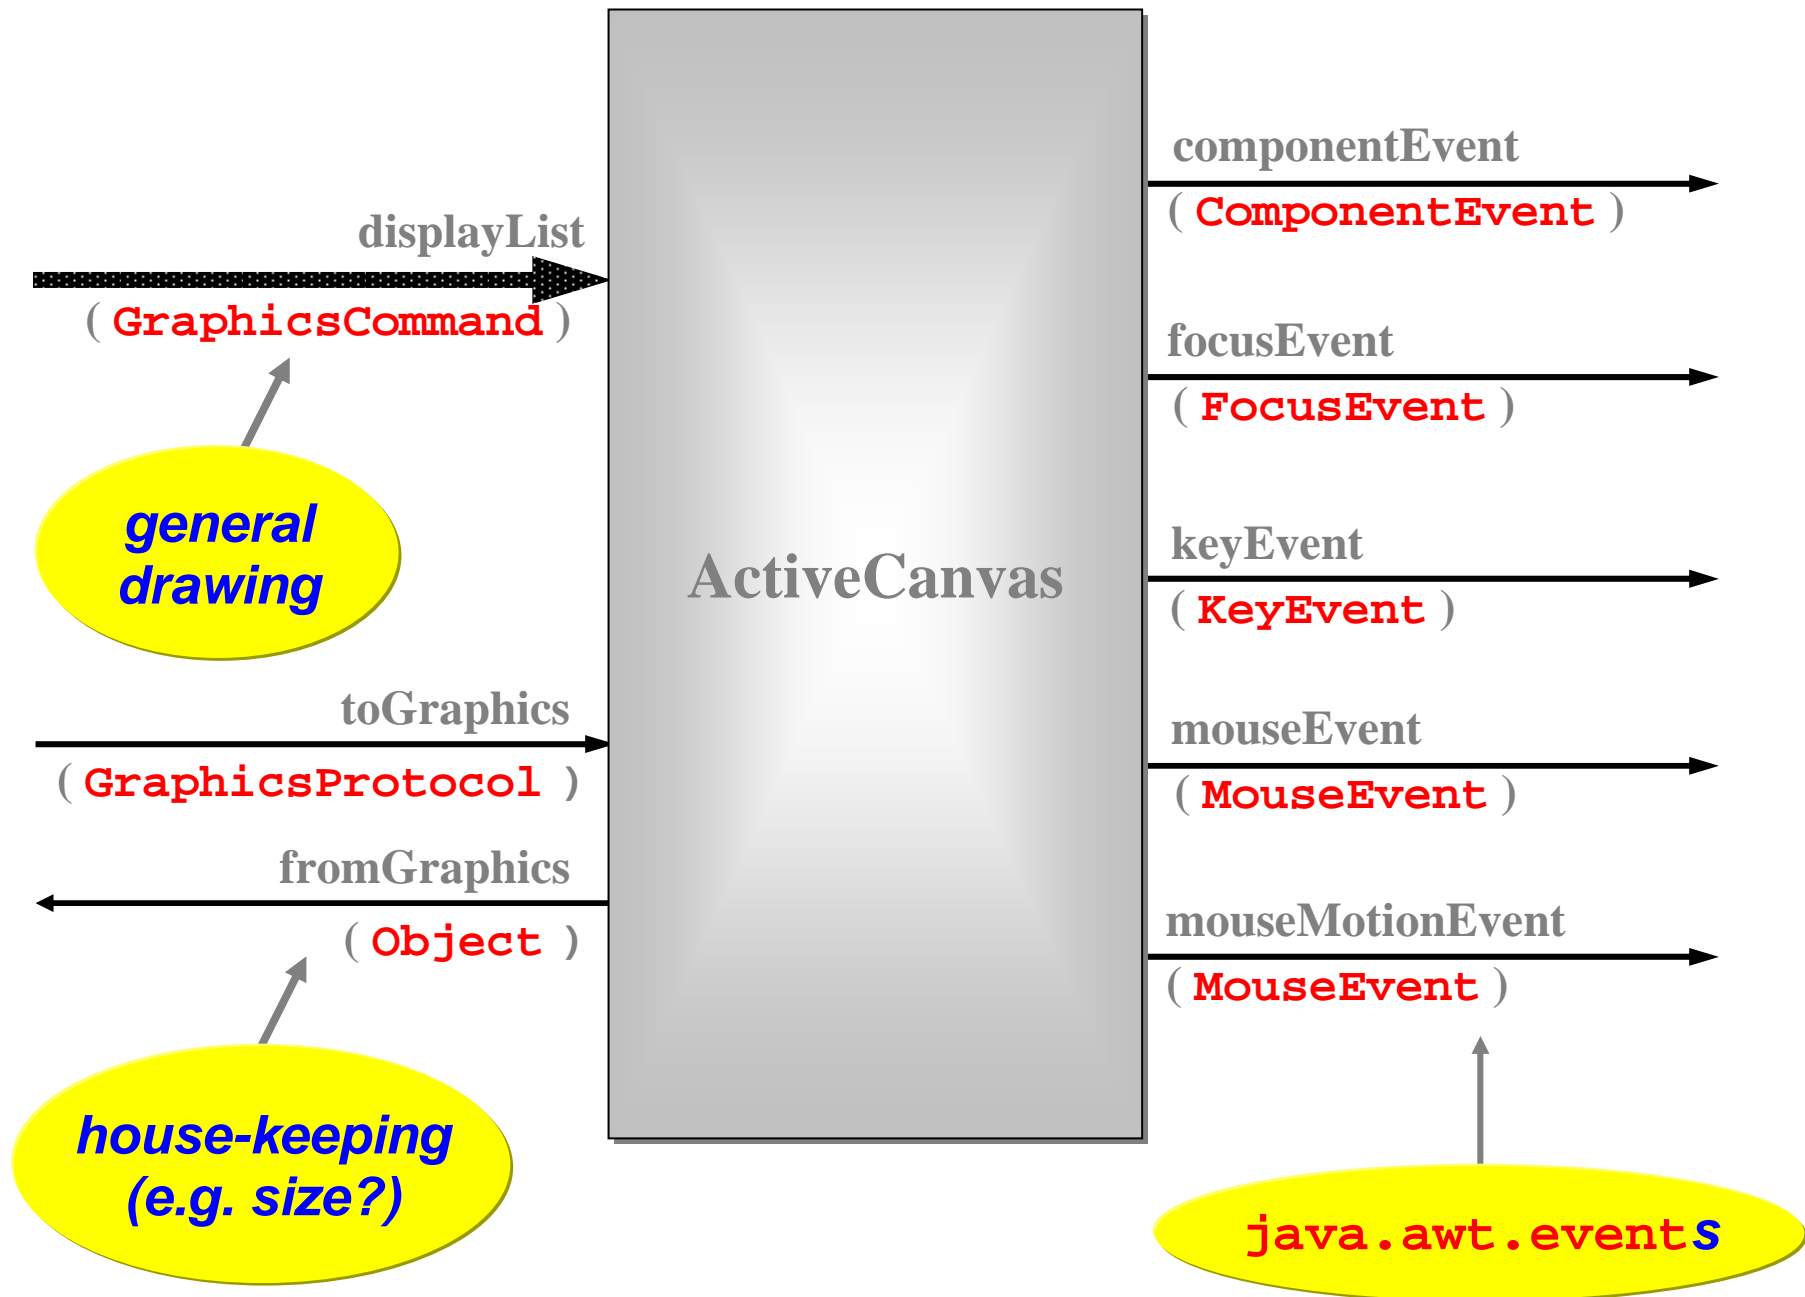 displayList
( GraphicsCommand )
general
drawing
toGraphics
( GraphicsProtocol )
fromGraphics
( Object )
house-keeping
(e.g. size?)
ActiveCanvas
componentEvent
( ComponentEvent )
focusEvent
( FocusEvent )
keyEvent
( KeyEvent )
mouseEvent
( MouseEvent )
mouseMotionEvent
( MouseEvent )
java.awt.events